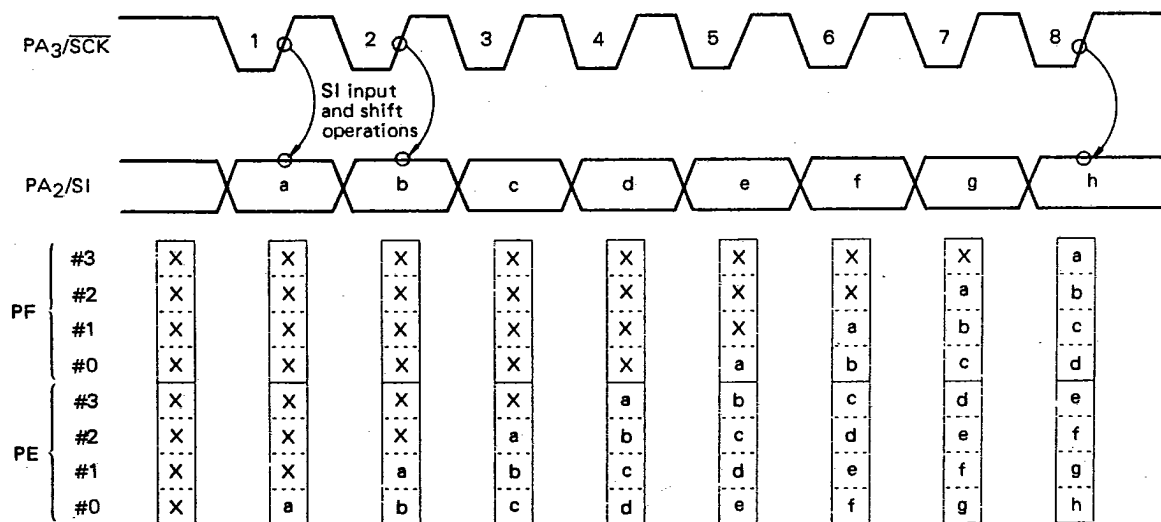 PA3/SCK 1 2 3 4 5 6 7 8
SI input
and shift
operations
PA2/SI a b c d e f g h
#3 X X X X X X X X a
#2 X X X X X X X a b
PF
#1 X X X X X X a b c
#0 X X X X X a b c d
#3 X X X X a b c d e
#2 X X X a b c d e f
PE
#1 X X a b c d e f g
#0 X a b c d e f g h